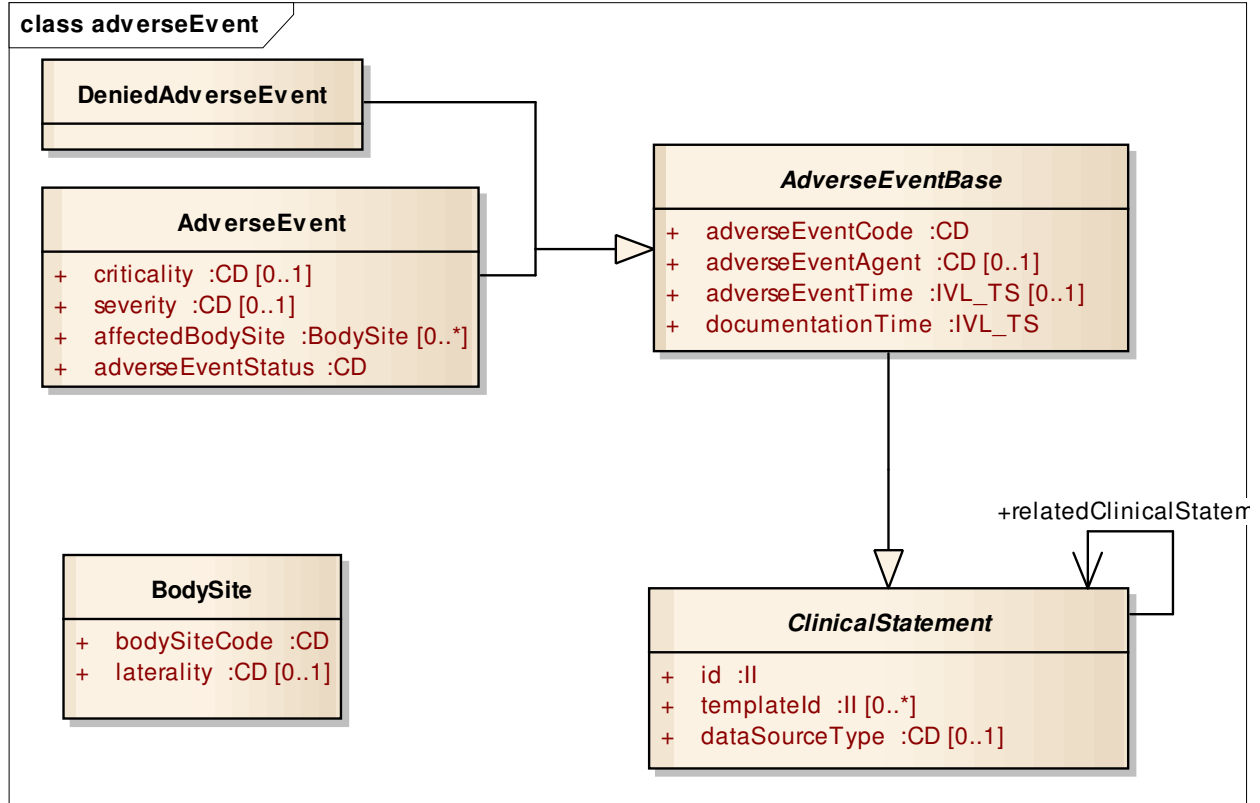 class adverseEvent
DeniedAdverseEvent
AdverseEvent
+ criticality :CD [0..1]
+ severity :CD [0..1]
+ affectedBodySite :BodySite [0..*]
+ adverseEventStatus :CD
AdverseEventBase
+ adverseEventCode :CD
+ adverseEventAgent :CD [0..1]
+ adverseEventTime :IVL_TS [0..1]
+ documentationTime :IVL_TS
BodySite
+ bodySiteCode :CD
+ laterality :CD [0..1]
+relatedClinicalStatem
ClinicalStatement
+ id :II
+ templateId :II [0..*]
+ dataSourceType :CD [0..1]